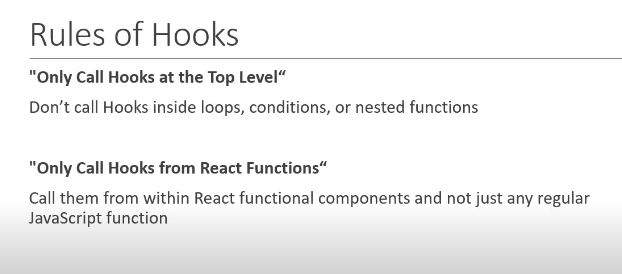 Rules of Hooks
"Only Call Hooks at the Top Level“
Don’t call Hooks inside loops, conditions, or nested functions
"Only Call Hooks from React Functions“
Call them from within React functional components and not just any regular
JavaScript function